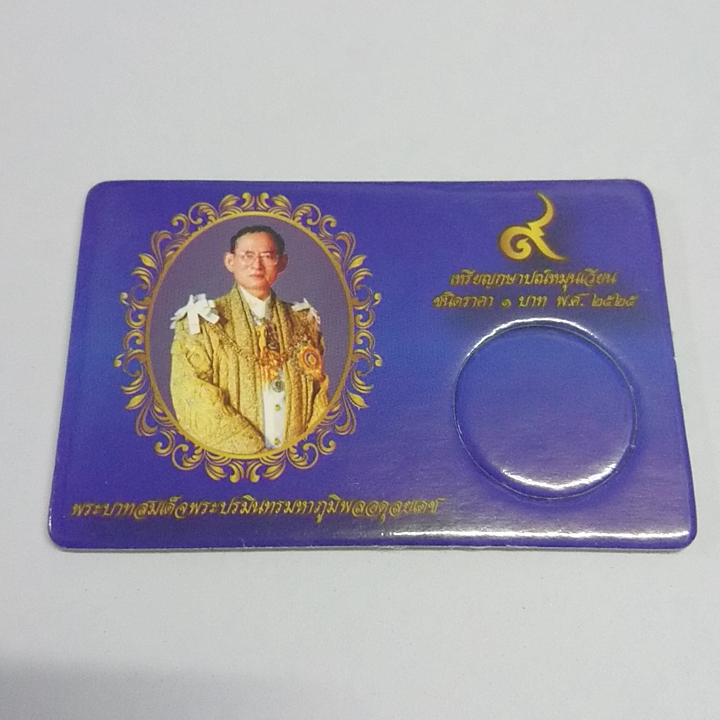 ๙
เหรียญกษาปณ์หมุนเวียน
ชนิดราคา ๑ บาท พ.ศ. ๒๕๒๕
พระบาทสมเด็จพระปรมินทรมหาภูมิพลอดุลยเดช